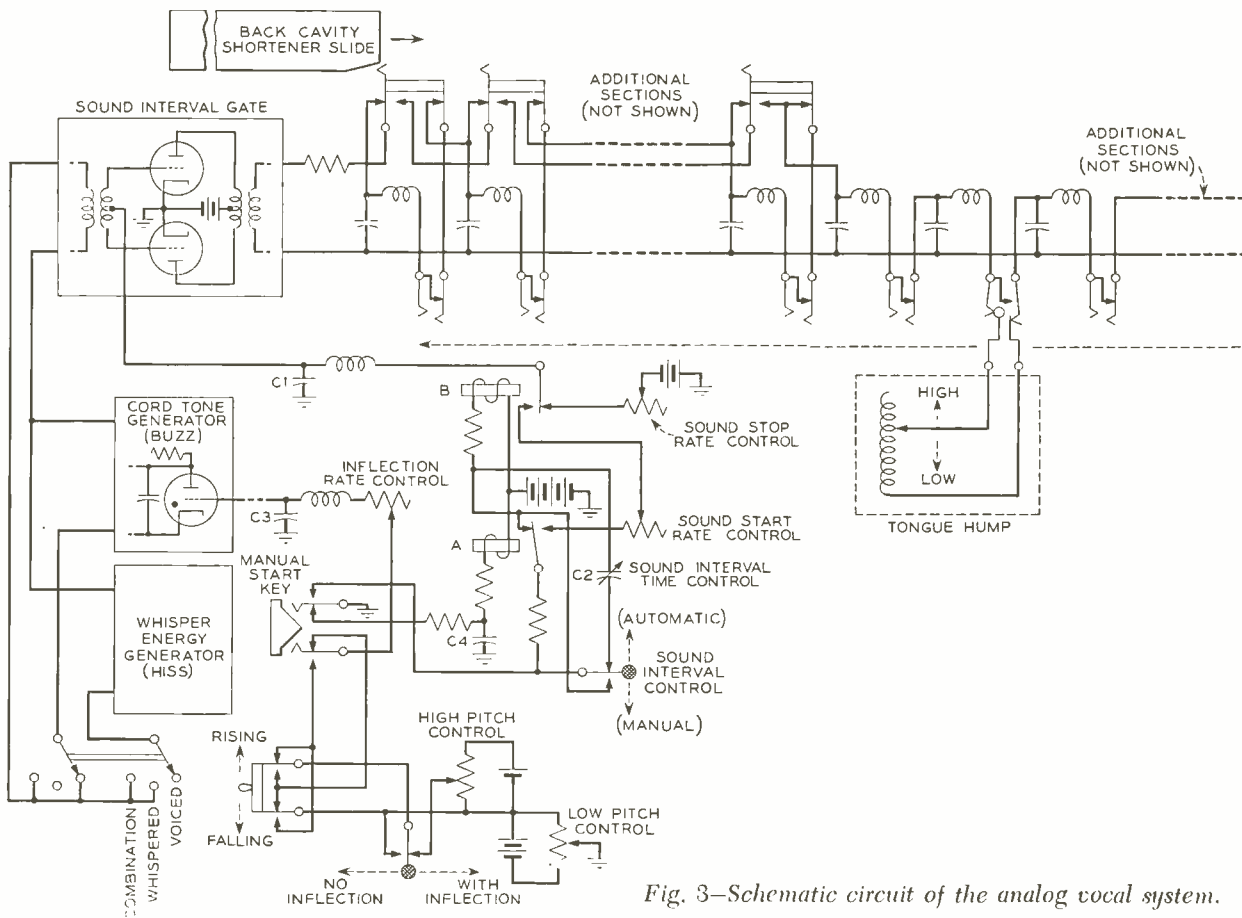 BACK CAVITY
SHORTENER SLIDE
ADDITIONAL
SECTIONS
(NOT SHOWN)
SOUND INTERVAL GATE
ADDITIONAL
SECTIONS
(NOT SHOWN)
C1
B
CORD TONE
GENERATOR
(BUZZ)
SOUND STOP
RATE CONTROL
HIGH
LOW
TONGUE HUMP
INFLECTION
RATE CONTROL
C3
SOUND START
RATE CONTROL
A
MANUAL
START
KEY
C2
SOUND INTERVAL
TIME CONTROL
WHISPER
ENERGY
GENERATOR
(HISS)
C4
(AUTOMATIC)
SOUND
INTERVAL
CONTROL
(MANUAL)
HIGH PITCH
CONTROL
RISING
FALLING
LOW PITCH
CONTROL
COMBINATION
WHISPERED
VOICED
NO
INFLECTION
WITH
INFLECTION
Fig. 3—Schematic circuit of the analog vocal system.